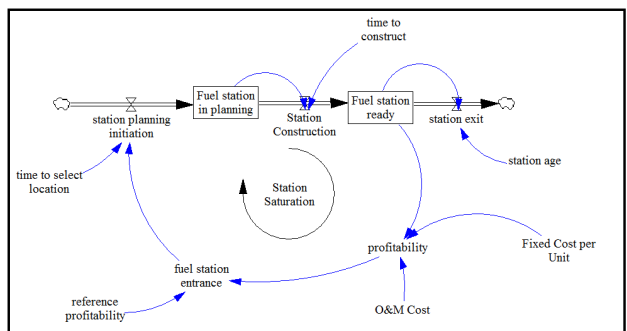 time to
construct
Fuel station
in planning
Fuel station
ready
station planning
initiation
Station
Construction
station exit
time to select
location
Station
Saturation
station age
profitability
Fixed Cost per
Unit
fuel station
entrance
reference
profitability
O&M Cost